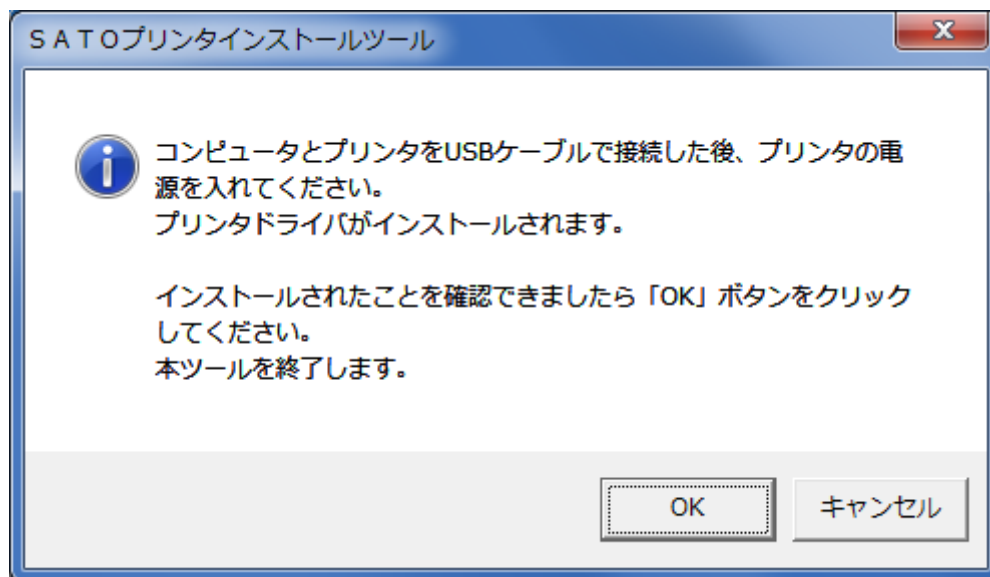 ＳＡＴＯプリンタインストールツール
コンピュータとプリンタをUSBケーブルで接続した後、プリンタの電
源を入れてください。
プリンタドライバがインストールされます。
インストールされたことを確認できましたら「OK」ボタンをクリック
してください。
本ツールを終了します。
OK
キャンセル